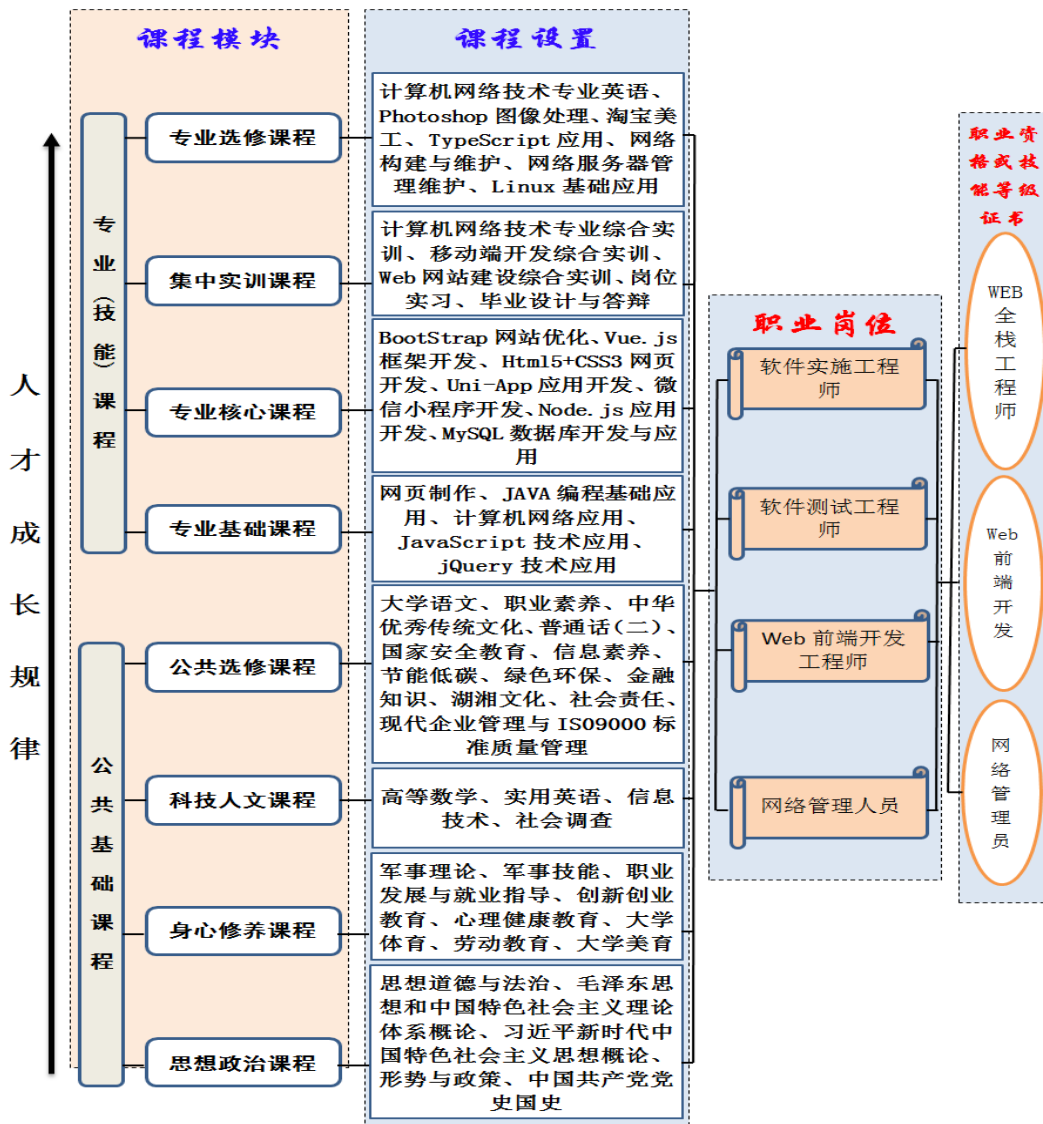 人才成长规律
课程模块
专业（技能）课程
专业选修课程
集中实训课程
专业核心课程
专业基础课程
公共基础课程
公共选修课程
科技人文课程
身心修养课程
思想政治课程
课程设置
计算机网络技术专业英语、
Photoshop 图像处理、淘宝美
工、TypeScript 应用、网络
构建与维护、网络服务器管
理维护、Linux 基础应用
计算机网络技术专业综合实
训、移动端开发综合实训、
Web 网站建设综合实训、岗位
实习、毕业设计与答辩
BootStrap 网站优化、Vue.js
框架开发、Html5+CSS3 网页
开发、Uni-App 应用开发、微
信小程序开发、Node.js 应用
开发、MySQL 数据库开发与应
用
网页制作、JAVA 编程基础应
用、计算机网络应用、
JavaScript 技术应用、
jQuery 技术应用
大学语文、职业素养、中华
优秀传统文化、普通话（二）、
国家安全教育、信息素养、
节能低碳、绿色环保、金融
知识、湖湘文化、社会责任、
现代企业管理与 ISO9000 标
准质量管理
高等数学、实用英语、信息
技术、社会调查
军事理论、军事技能、职业
发展与就业指导、创新创业
教育、心理健康教育、大学
体育、劳动教育、大学美育
思想道德与法治、毛泽东思
想和中国特色社会主义理论
体系概论、习近平新时代中
国特色社会主义思想概论、
形势与政策、中国共产党党
史国史
职业岗位
软件实施工程
师
软件测试工程
师
Web 前端开发
工程师
网络管理人员
职业资
格或技
能等级
证书
WEB
全
栈
工
程
师
Web
前
端
开
发
网
络
管
理
员